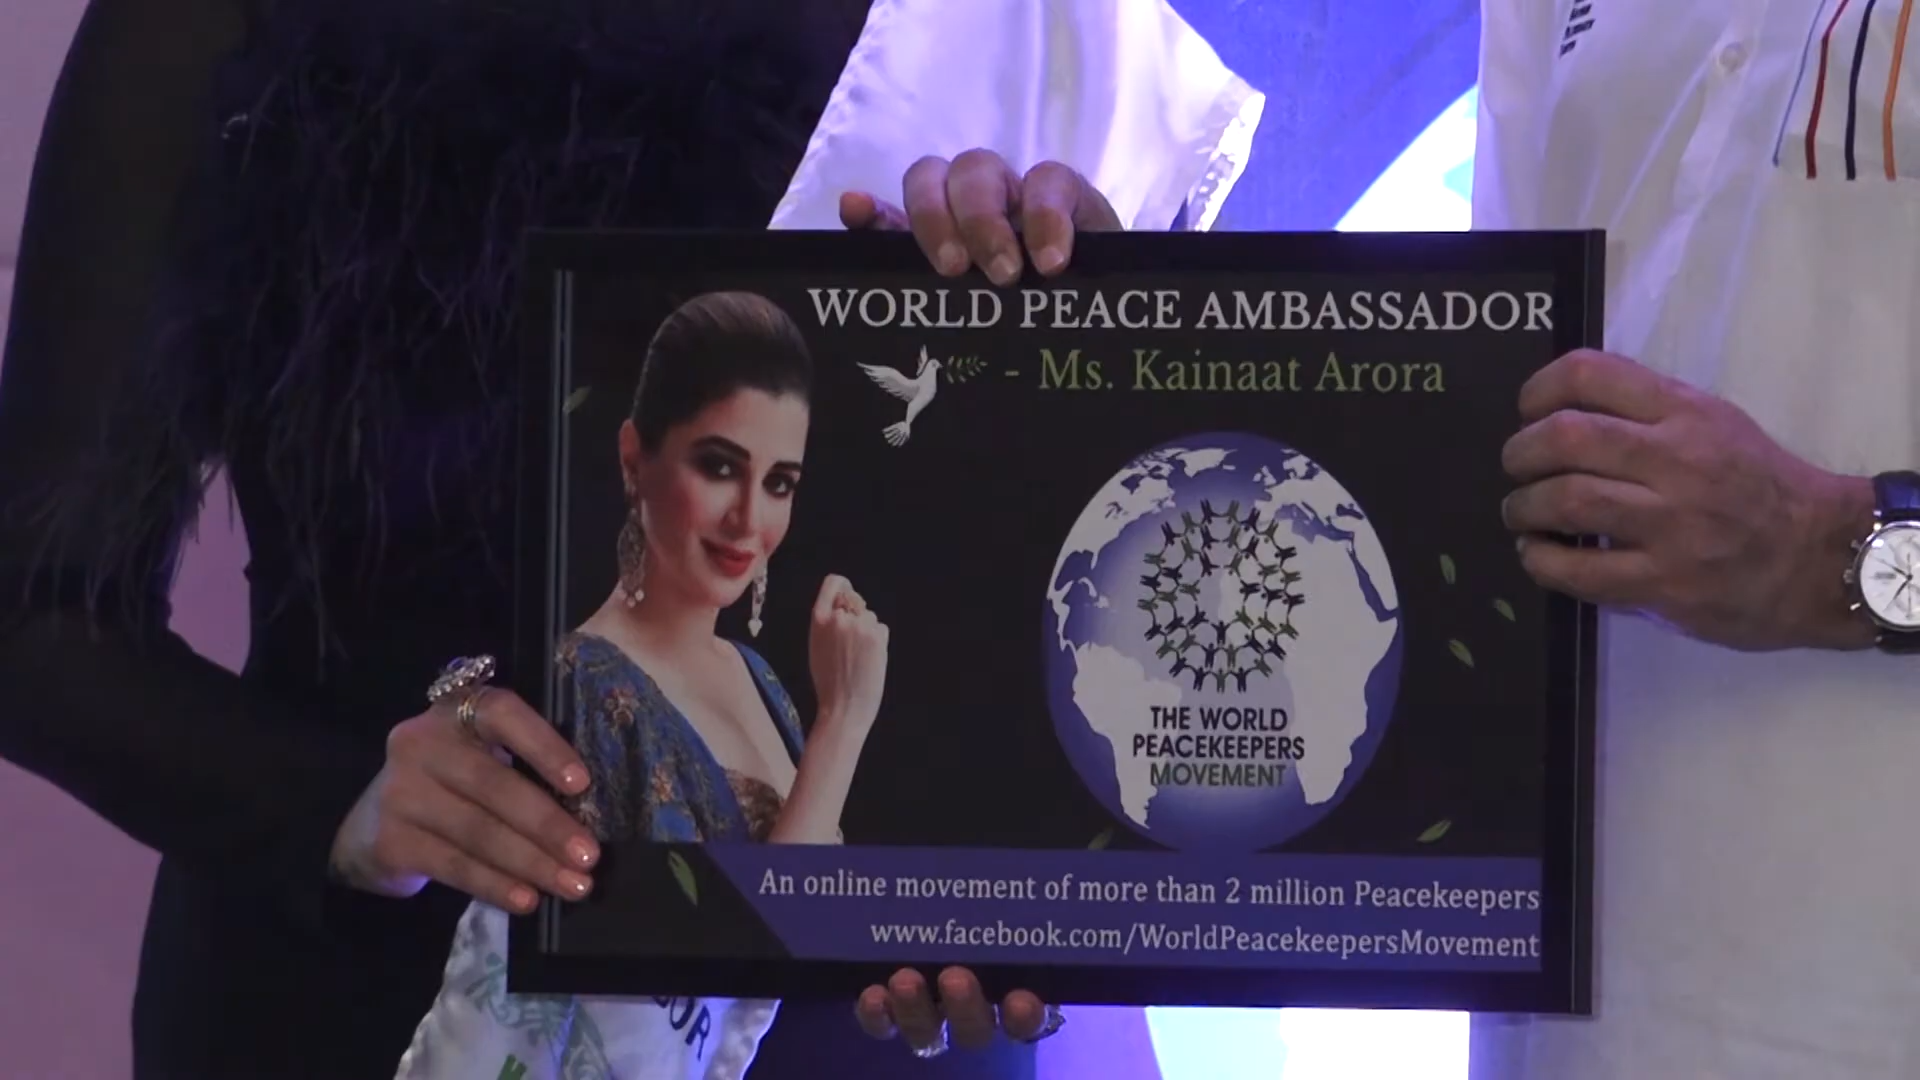 WORLD PEACE AMBASSADOR
- Ms. Kainaat Arora
THE WORLD
PEACEKEEPERS
MOVEMENT
An online movement of more than 2 million Peacekeepers
www.facebook.com/WorldPeacekeepersMovement